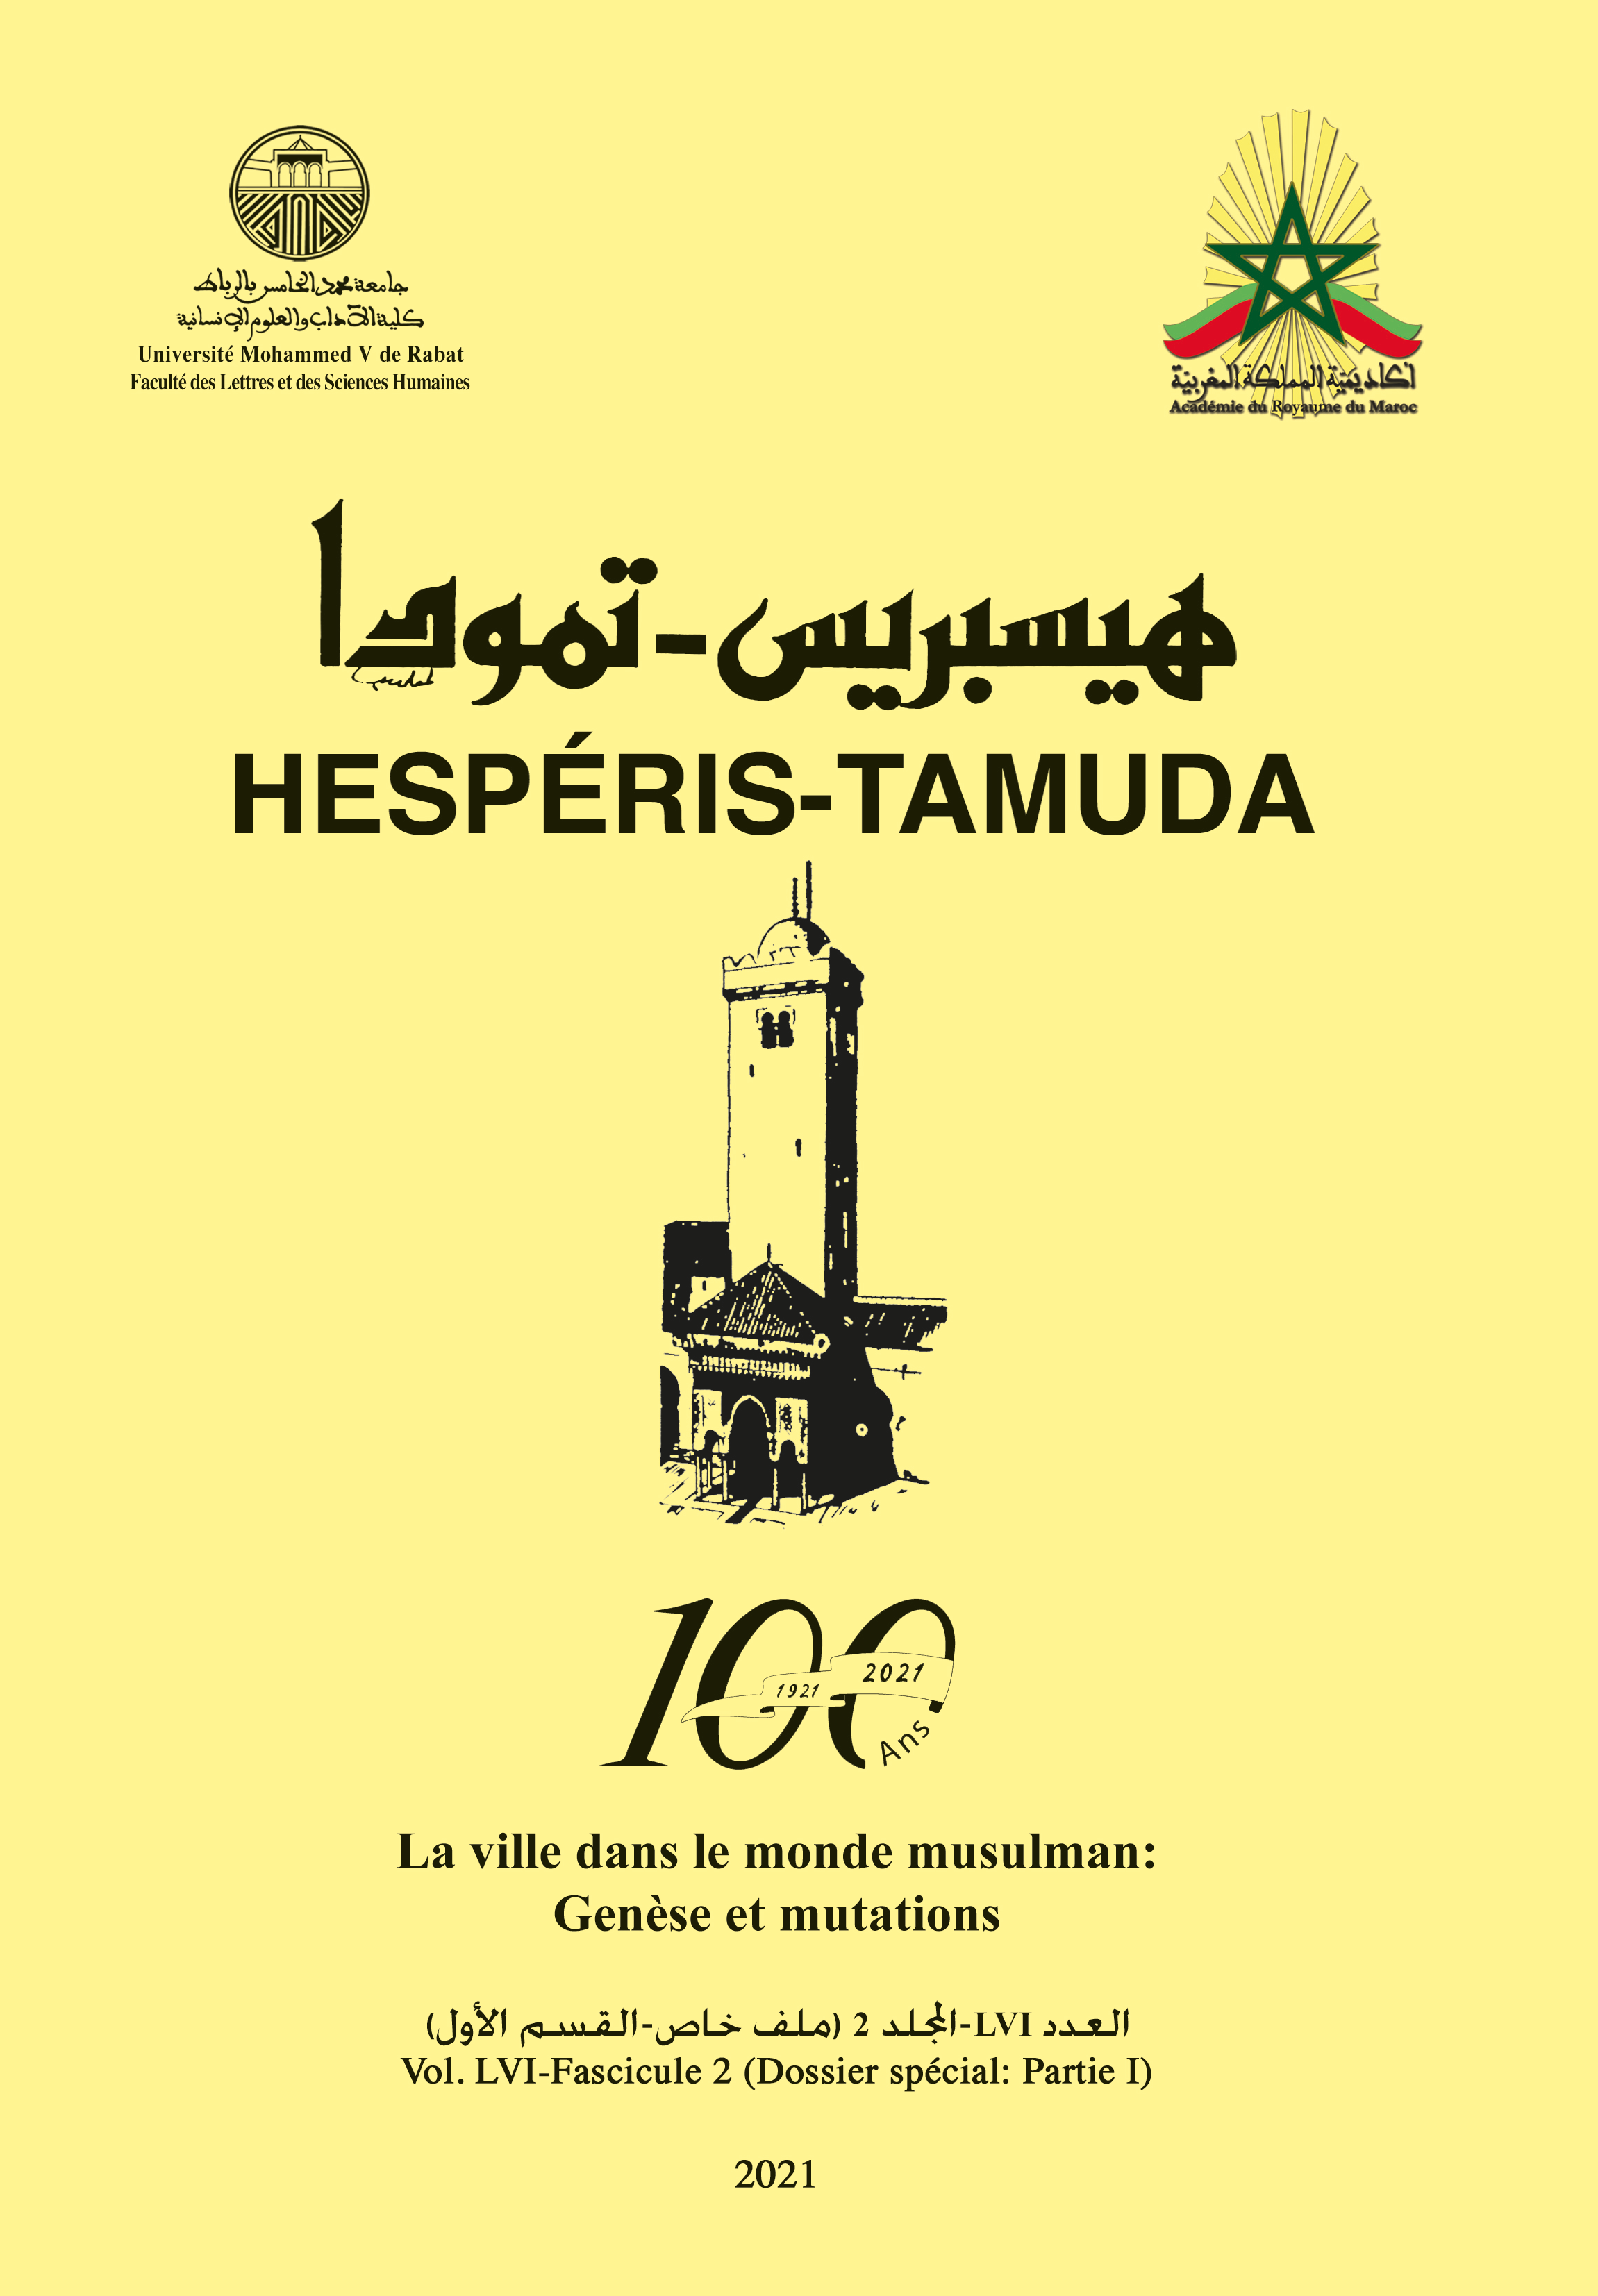 جامعة محمد الخامس بالرباط
كلية الآداب والعلوم الإنسانية
Université Mohammed V de Rabat
Faculté des Lettres et des Sciences Humaines
أكاديمية المملكة المغربية
Académie du Royaume du Maroc
هيسبريس-تمودا
HESPÉRIS-TAMUDA
100
1921
2021
Ans
La ville dans le monde musulman:
Genèse et mutations
العدد LVI-المجلد 2 (ملف خاص-القسم الأول)
Vol. LVI-Fascicule 2 (Dossier spécial: Partie I)
2021